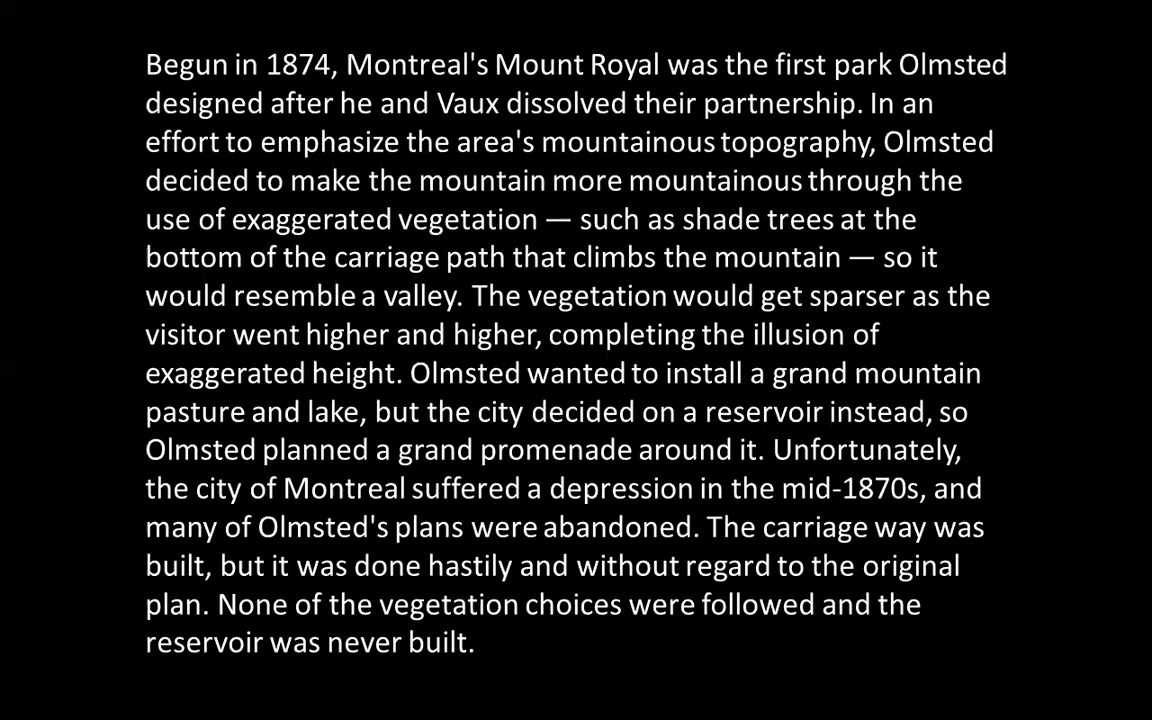 Begun in 1874, Montreal's Mount Royal was the first park Olmsted
designed after he and Vaux dissolved their partnership. In an
effort to emphasize the area's mountainous topography, Olmsted
decided to make the mountain more mountainous through the
use of exaggerated vegetation — such as shade trees at the
bottom of the carriage path that climbs the mountain — so it
would resemble a valley. The vegetation would get sparser as the
visitor went higher and higher, completing the illusion of
exaggerated height. Olmsted wanted to install a grand mountain
pasture and lake, but the city decided on a reservoir instead, so
Olmsted planned a grand promenade around it. Unfortunately,
the city of Montreal suffered a depression in the mid-1870s, and
many of Olmsted's plans were abandoned. The carriage way was
built, but it was done hastily and without regard to the original
plan. None of the vegetation choices were followed and the
reservoir was never built.